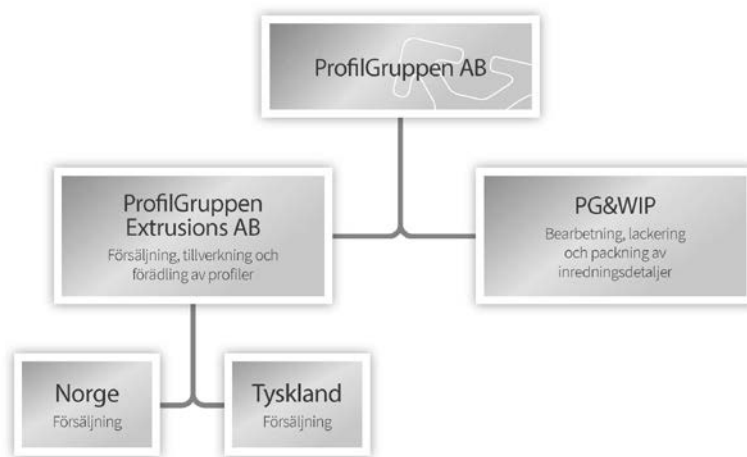 ProfilGruppen AB
ProfilGruppen
Extrusions AB
Försäljning, tillverkning och
förädling av profiler
PG&WIP
Bearbetning, lackering
och packning av
inredningsdetaljer
Norge
Försäljning
Tyskland
Försäljning